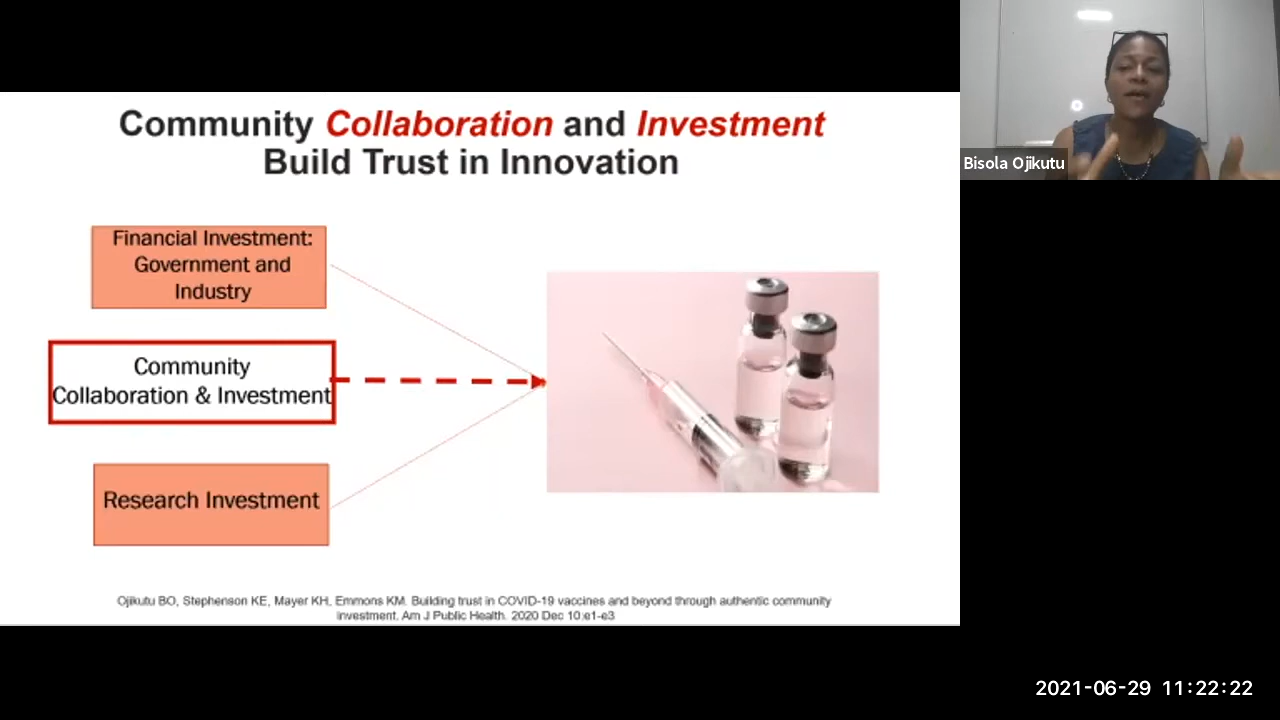 Community Collaboration and Investment
Build Trust in Innovation
Financial Investment:
Government and
Industry
Community
Collaboration & Investment
Research Investment
Ojikutu BO, Stephenson KE, Mayer KH, Emmons KM. Building trust in COVID-19 vaccines and beyond through authentic community
investment. Am J Public Health. 2020 Dec 10:e1-e3
Bisola Ojikutu
2021-06-29 11:22:22